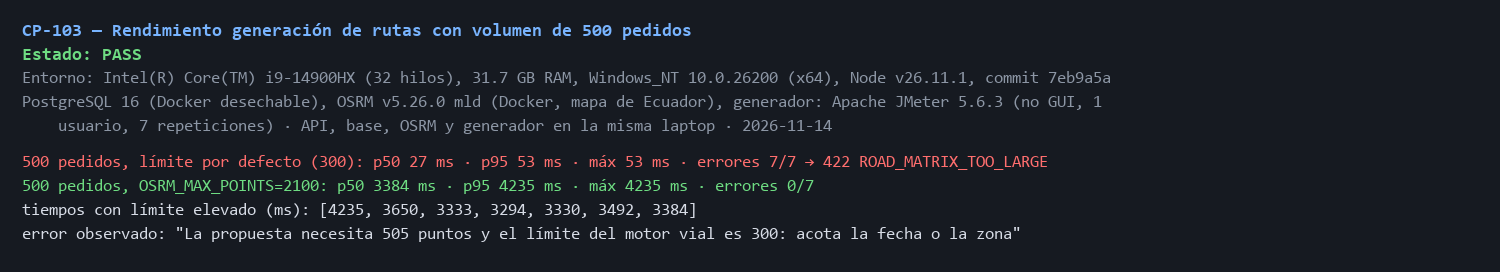 CP-103 — Rendimiento generación de rutas con volumen de 500 pedidos
Estado: PASS
Entorno: Intel(R) Core(TM) i9-14900HX (32 hilos), 31.7 GB RAM, Windows_NT 10.0.26200 (x64), Node v26.11.1, commit 7eb9a5a
PostgreSQL 16 (Docker desechable), OSRM v5.26.0 mld (Docker, mapa de Ecuador), generador: Apache JMeter 5.6.3 (no GUI, 1
usuario, 7 repeticiones) · API, base, OSRM y generador en la misma laptop · 2026-11-14
500 pedidos, límite por defecto (300): p50 27 ms · p95 53 ms · máx 53 ms · errores 7/7 → 422 ROAD_MATRIX_TOO_LARGE
500 pedidos, OSRM_MAX_POINTS=2100: p50 3384 ms · p95 4235 ms · máx 4235 ms · errores 0/7
tiempos con límite elevado (ms): [4235, 3650, 3333, 3294, 3330, 3492, 3384]
error observado: "La propuesta necesita 505 puntos y el límite del motor vial es 300: acota la fecha o la zona"